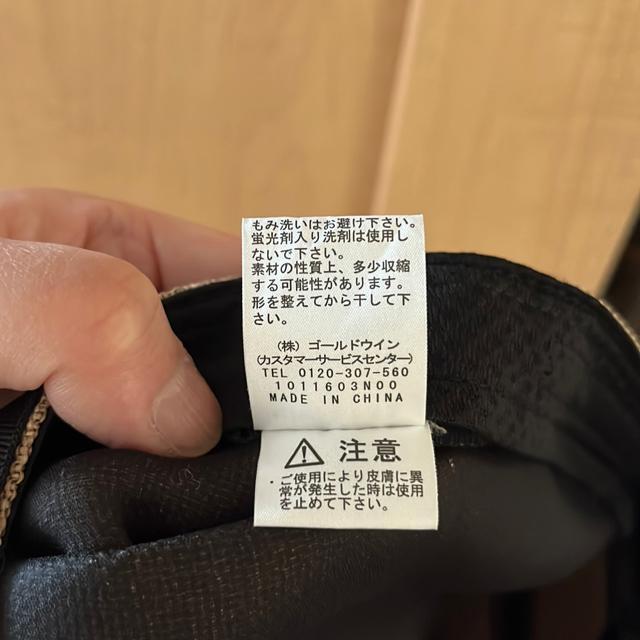 もみ洗いはお避け下さい。
蛍光剤入り洗剤は使用し
ないで下さい。
素材の性質上、多少収縮
する可能性があります。
形を整えてから干して下
さい。
(株) ゴールドウイン
(カスタマーサービスセンター)
TEL 0120-307-560
1011603N00
MADE IN CHINA
注意
・ご使用により皮膚に異
常が発生した時は使用
を止めて下さい。